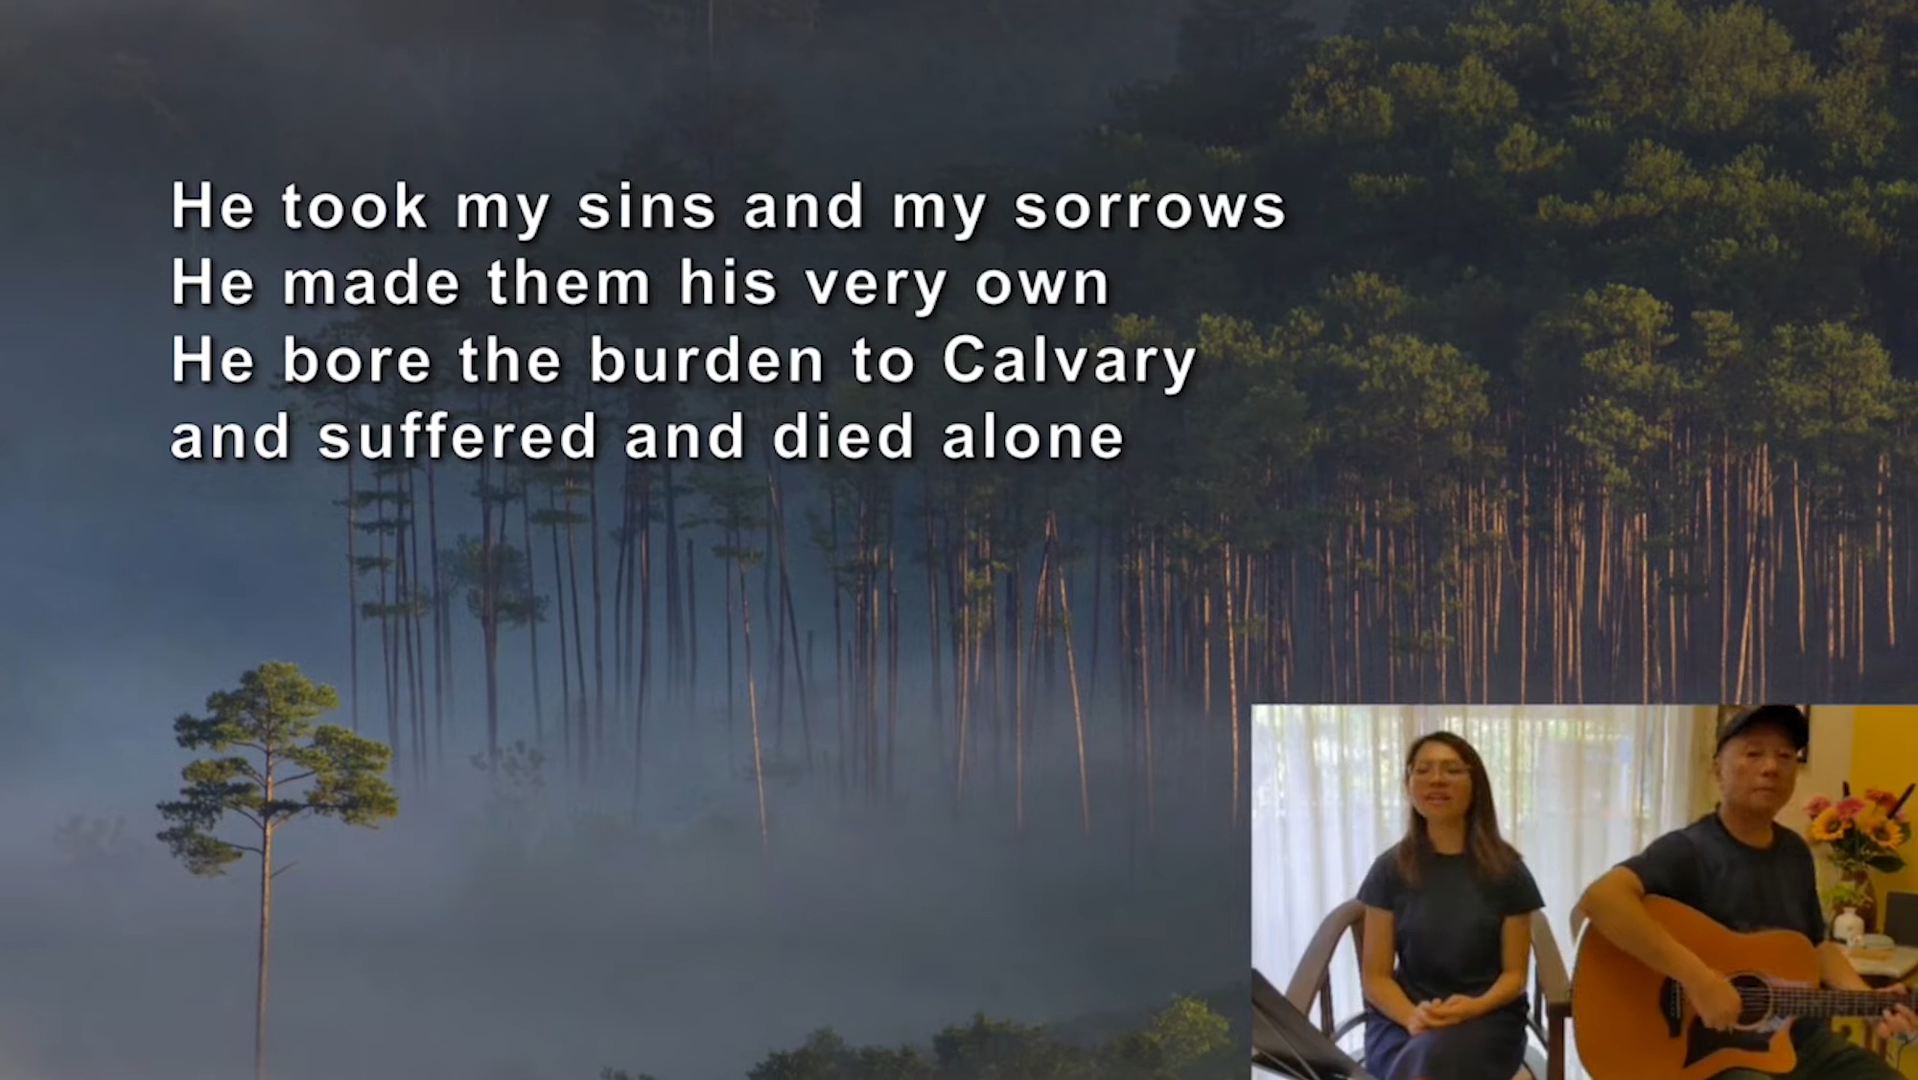 He took my sins and my sorrows
He made them his very own
He bore the burden to Calvary
and suffered and died alone